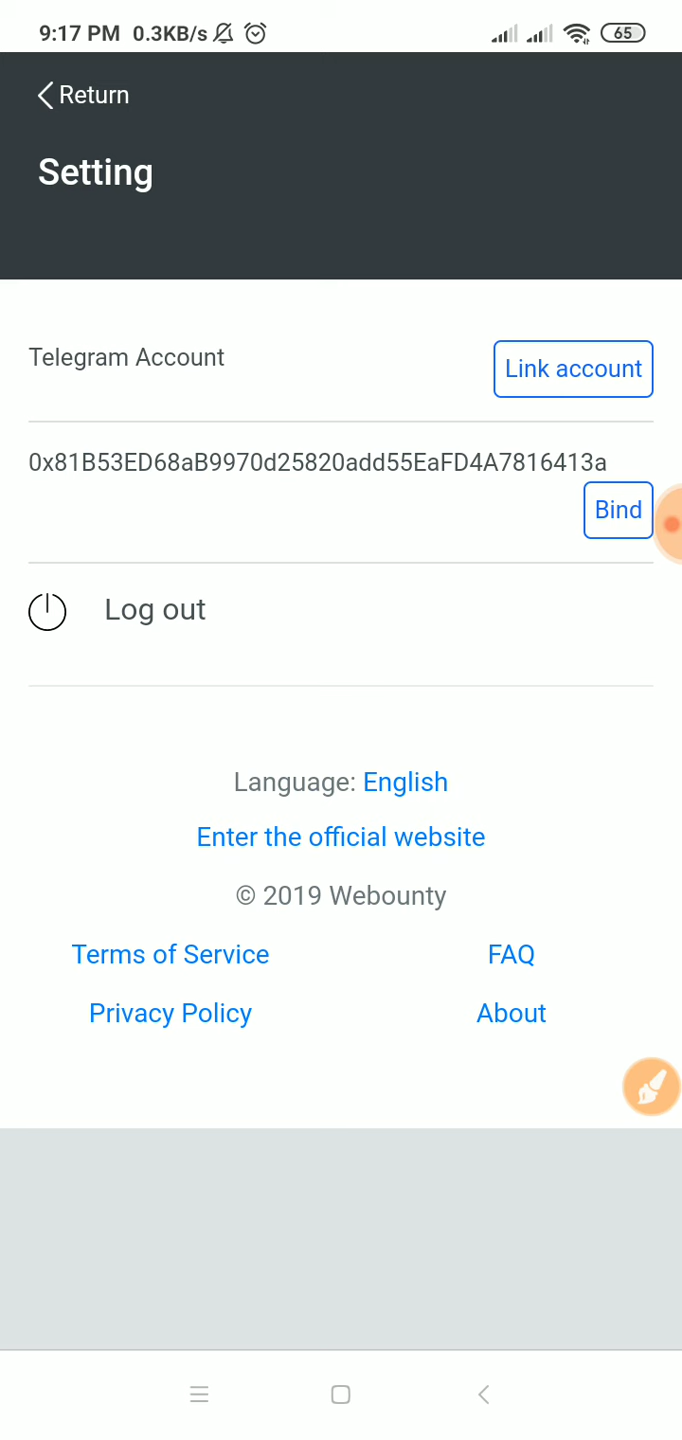 9:17 PM 0.3KB/s 65
Return
Setting
Telegram Account
Link account
0x81B53ED68aB9970d25820add55EaFD4A7816413a
Bind
Log out
Language: English
Enter the official website
© 2019 Webounty
Terms of Service FAQ
Privacy Policy About